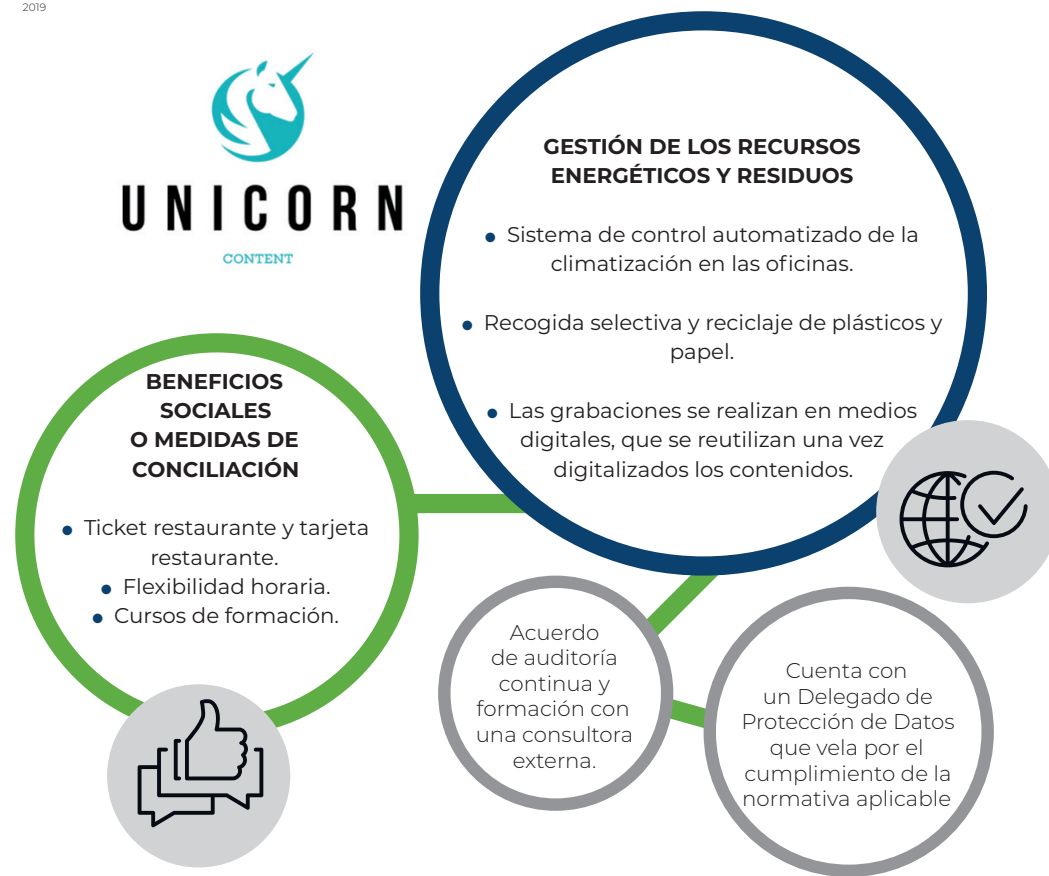 2019
UNICORN
CONTENT
GESTIÓN DE LOS RECURSOS
ENERGÉTICOS Y RESIDUOS
• Sistema de control automatizado de la
climatización en las oficinas.
• Recogida selectiva y reciclaje de plásticos y
papel.
• Las grabaciones se realizan en medios
digitales, que se reutilizan una vez
digitalizados los contenidos.
BENEFICIOS
SOCIALES
O MEDIDAS DE
CONCILIACIÓN
• Ticket restaurante y tarjeta
restaurante.
• Flexibilidad horaria.
• Cursos de formación.
Acuerdo
de auditoría
continua y
formación con
una consultora
externa.
Cuenta con
un Delegado de
Protección de Datos
que vela por el
cumplimiento de la
normativa aplicable